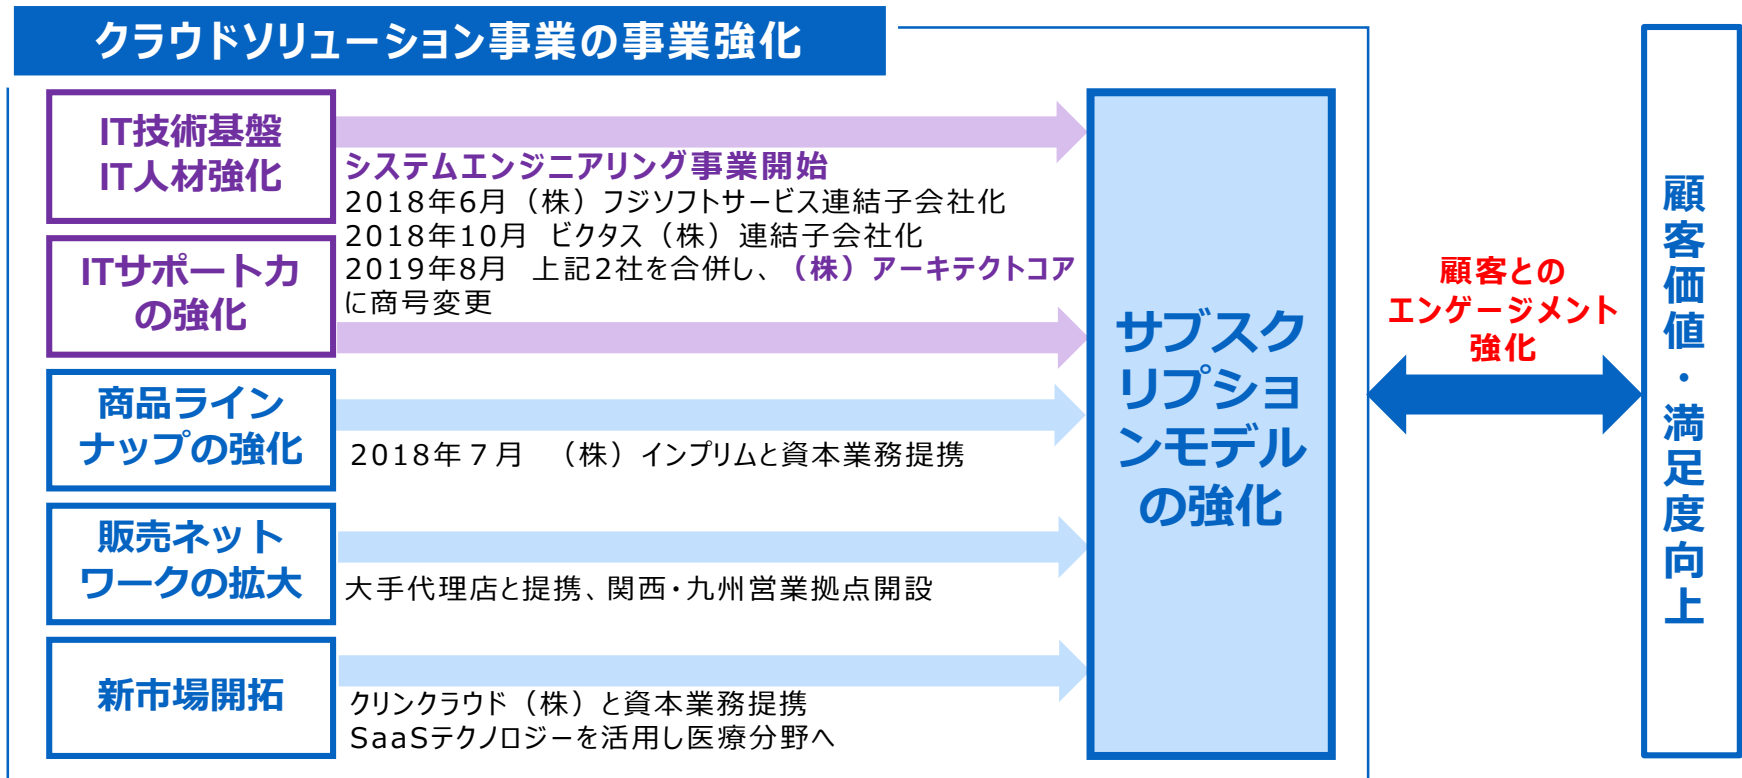 クラウドソリューション事業の事業強化
IT技術基盤
IT人材強化
システムエンジニアリング事業開始
2018年6月（株）フジソフトサービス連結子会社化
2018年10月 ビクタス（株）連結子会社化
2019年8月 上記2社を合併し、（株）アーキテクトコア
に商号変更
ITサポート力
の強化
商品ライン
ナップの強化
2018年７月 （株）インプリムと資本業務提携
販売ネット
ワークの拡大
大手代理店と提携、関西・九州営業拠点開設
新市場開拓
クリンクラウド（株）と資本業務提携
SaaSテクノロジーを活用し医療分野へ
サブスク
リプショ
ンモデル
の強化
顧客との
エンゲージメント
強化
顧客価値・満足度向上